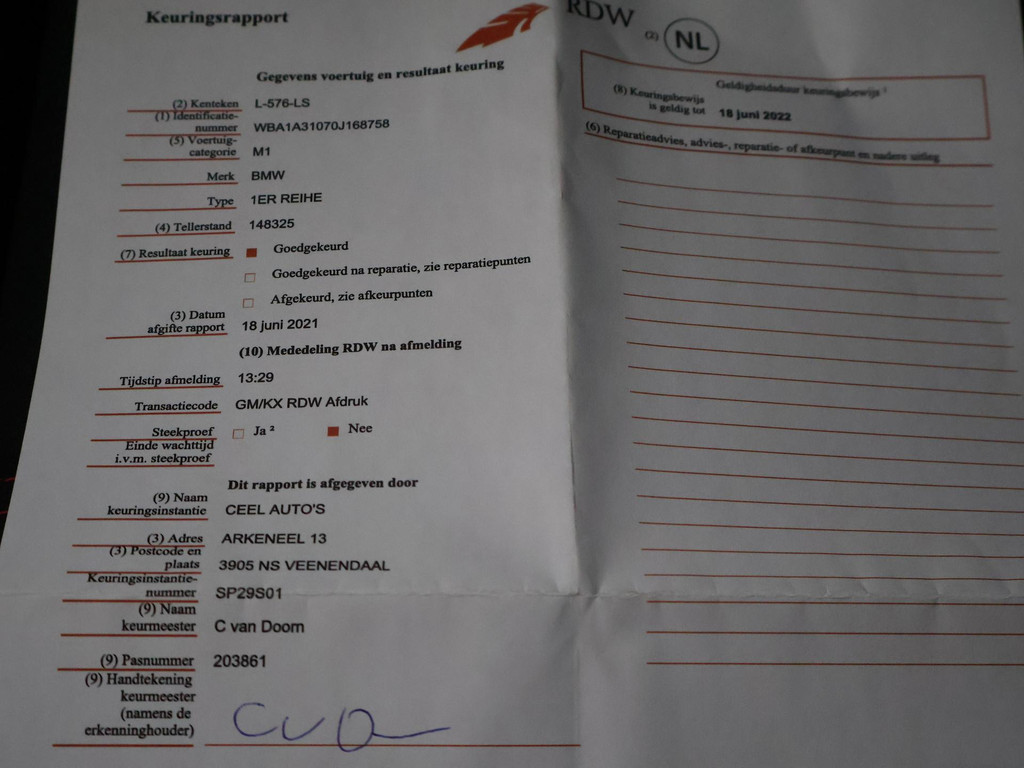 Keuringsrapport
RDW
(2) NL
Gegevens voertuig en resultaat keuring
(2) Kenteken L-576-LS
(1) Identificatie-
nummer WBA1A31070J168758
(5) Voertuig-
categorie M1
Merk BMW
Type 1ER REIHE
(4) Tellerstand 148325
(7) Resultaat keuring Goedgekeurd
Goedgekeurd na reparatie, zie reparatiepunten
Afgekeurd, zie afkeurpunten
(3) Datum
afgifte rapport 18 juni 2021
(10) Mededeling RDW na afmelding
Tijdstip afmelding 13:29
Transactiecode GM/KX RDW Afdruk
Steekproef Ja ² Nee
Einde wachttijd
i.v.m. steekproef
Dit rapport is afgegeven door
(9) Naam
keuringsinstantie CEEL AUTO'S
(3) Adres ARKENEEL 13
(3) Postcode en
plaats 3905 NS VEENENDAAL
Keuringsinstantie-
nummer SP29S01
(9) Naam
keurmeester C van Doorn
(9) Pasnummer 203861
(9) Handtekening
keurmeester
(namens de
erkenninghouder)
Geldigheidsduur keuringsbewijs ¹
(8) Keuringsbewijs
is geldig tot 18 juni 2022
(6) Reparatieadvies, advies-, reparatie- of afkeurpunt en nadere uitleg